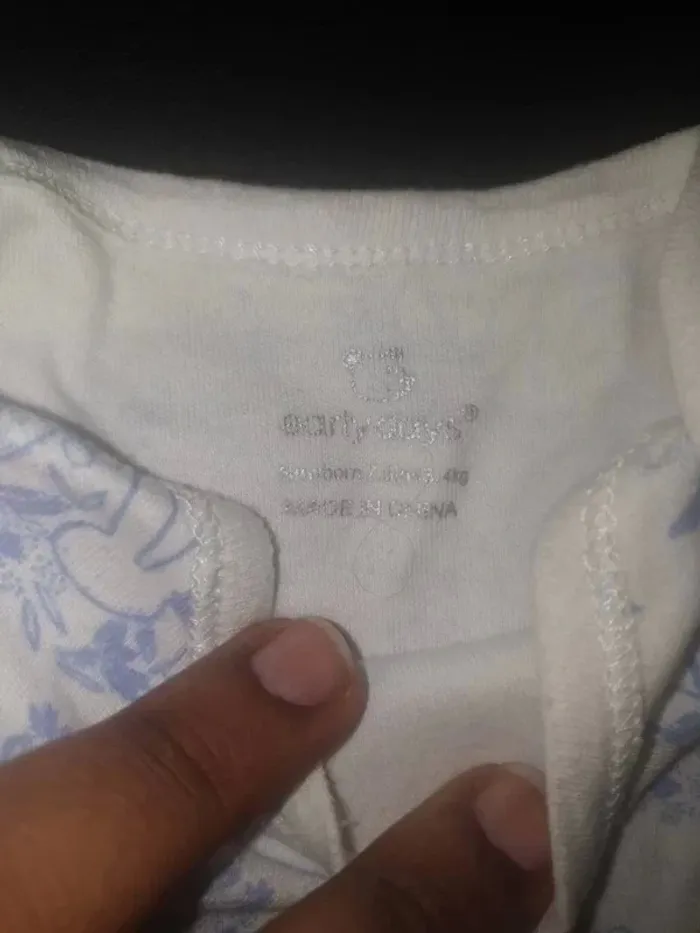 early days®
Newborn 4kg
MADE IN CHINA